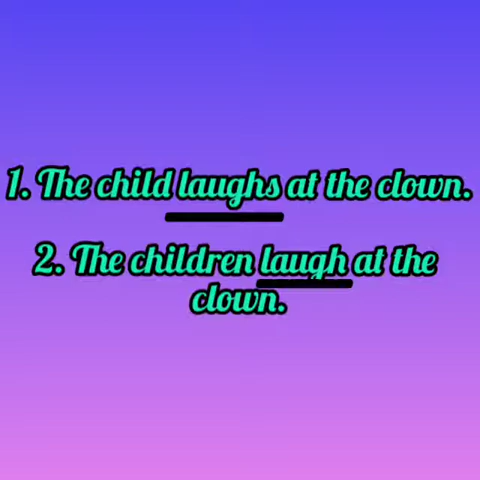 1. The child laughs at the clown.
2. The children laugh at the
clown.